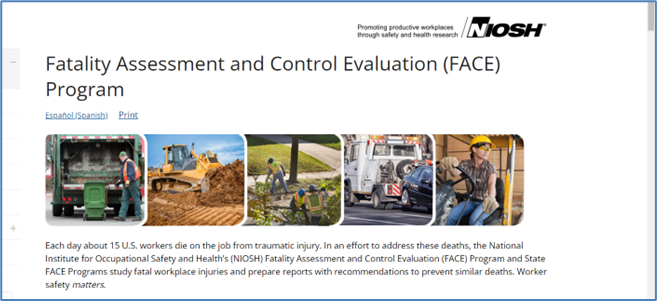 Promoting productive workplaces
through safety and health research
NIOSH
Fatality Assessment and Control Evaluation (FACE)
Program
Español (Spanish) Print
Each day about 15 U.S. workers die on the job from traumatic injury. In an effort to address these deaths, the National
Institute for Occupational Safety and Health's (NIOSH) Fatality Assessment and Control Evaluation (FACE) Program and State
FACE Programs study fatal workplace injuries and prepare reports with recommendations to prevent similar deaths. Worker
safety matters.